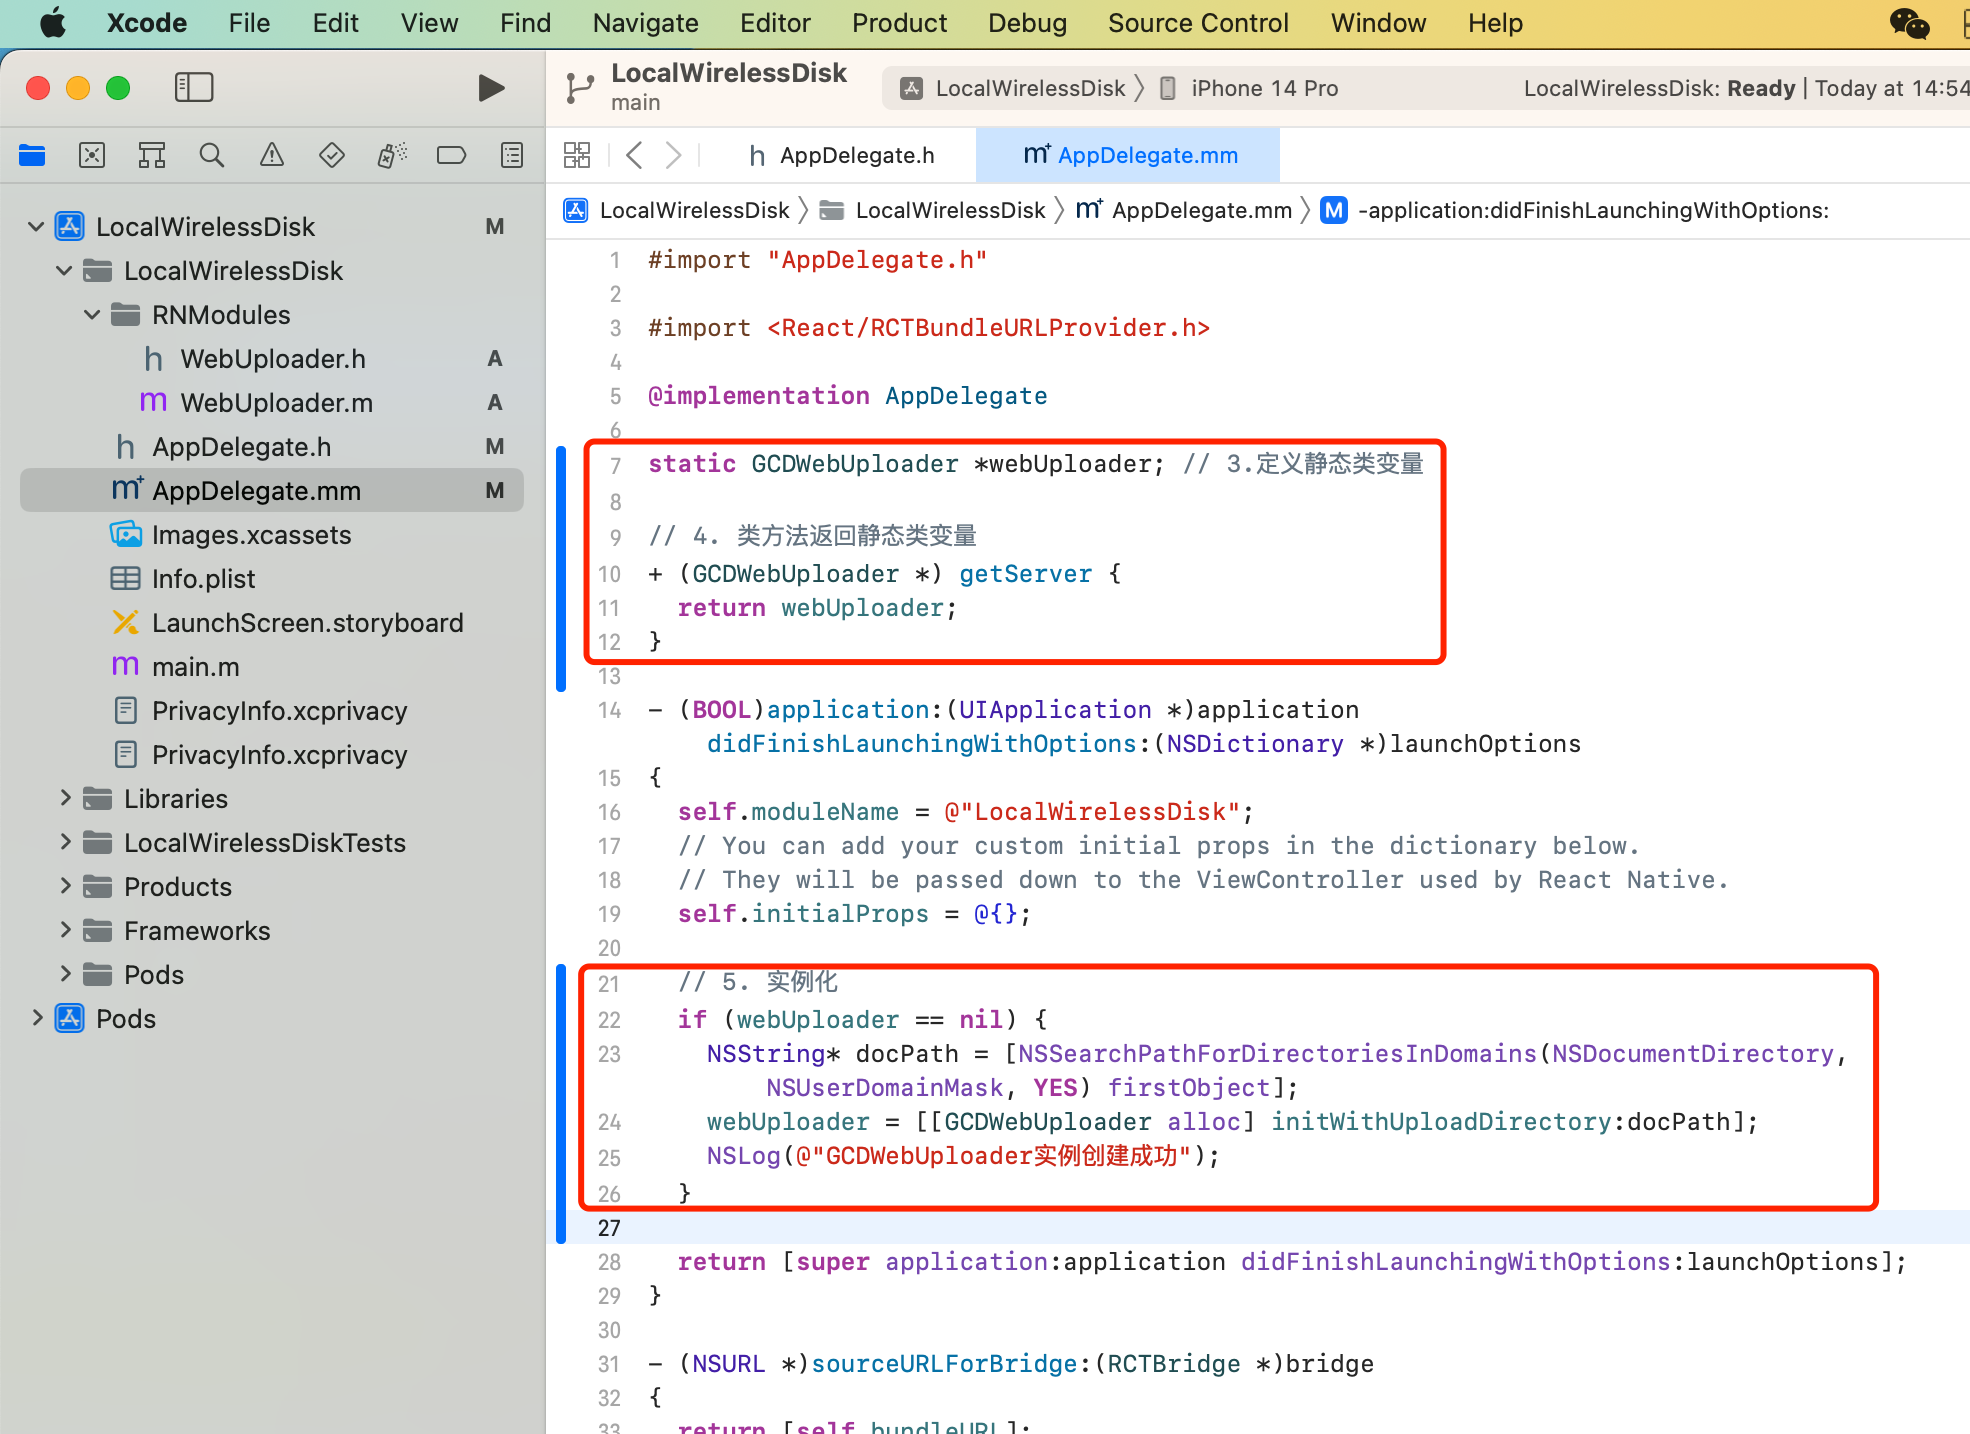 Xcode File Edit View Find Navigate Editor Product Debug Source Control Window Help
LocalWirelessDisk
main
LocalWirelessDisk iPhone 14 Pro
LocalWirelessDisk: Ready | Today at 14:54
h AppDelegate.h
m+ AppDelegate.mm
LocalWirelessDisk LocalWirelessDisk m+ AppDelegate.mm M -application:didFinishLaunchingWithOptions:
LocalWirelessDisk M
LocalWirelessDisk
RNModules
h WebUploader.h A
m WebUploader.m A
h AppDelegate.h M
m+ AppDelegate.mm M
Images.xcassets
Info.plist
LaunchScreen.storyboard
m main.m
PrivacyInfo.xcprivacy
PrivacyInfo.xcprivacy
Libraries
LocalWirelessDiskTests
Products
Frameworks
Pods
Pods
1 #import "AppDelegate.h"
2
3 #import <React/RCTBundleURLProvider.h>
4
5 @implementation AppDelegate
6
7 static GCDWebUploader *webUploader; // 3.定义静态类变量
8
9 // 4. 类方法返回静态类变量
10 + (GCDWebUploader *) getServer {
11 return webUploader;
12 }
13
14 - (BOOL)application:(UIApplication *)application
didFinishLaunchingWithOptions:(NSDictionary *)launchOptions
15 {
16 self.moduleName = @"LocalWirelessDisk";
17 // You can add your custom initial props in the dictionary below.
18 // They will be passed down to the ViewController used by React Native.
19 self.initialProps = @{};
20
21 // 5. 实例化
22 if (webUploader == nil) {
23 NSString* docPath = [NSSearchPathForDirectoriesInDomains(NSDocumentDirectory,
NSUserDomainMask, YES) firstObject];
24 webUploader = [[GCDWebUploader alloc] initWithUploadDirectory:docPath];
25 NSLog(@"GCDWebUploader实例创建成功");
26 }
27
28 return [super application:application didFinishLaunchingWithOptions:launchOptions];
29 }
30
31 - (NSURL *)sourceURLForBridge:(RCTBridge *)bridge
32 {
33 return [self bundleURL];